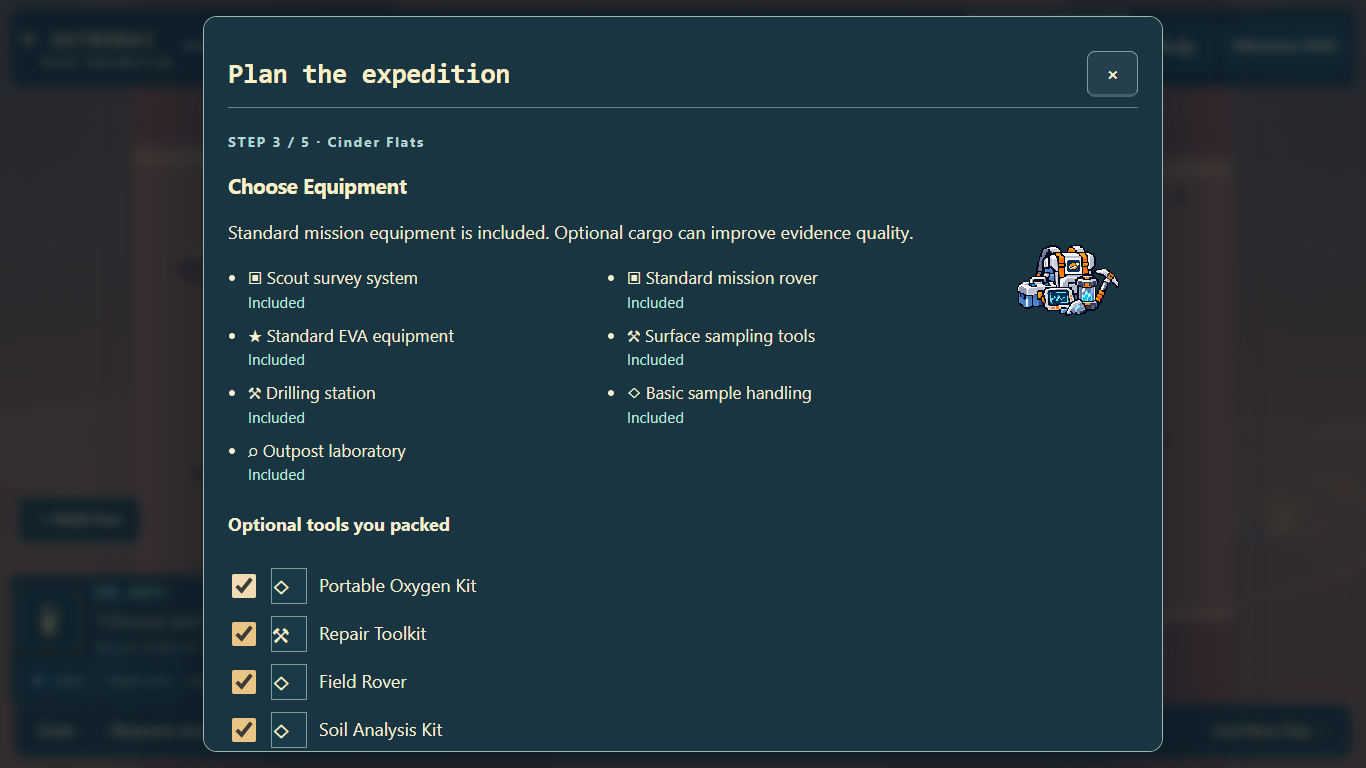 Plan the expedition
×
STEP 3 / 5 · Cinder Flats
Choose Equipment
Standard mission equipment is included. Optional cargo can improve evidence quality.
Scout survey system
Included
Standard mission rover
Included
Standard EVA equipment
Included
Surface sampling tools
Included
Drilling station
Included
Basic sample handling
Included
Outpost laboratory
Included
Optional tools you packed
Portable Oxygen Kit
Repair Toolkit
Field Rover
Soil Analysis Kit